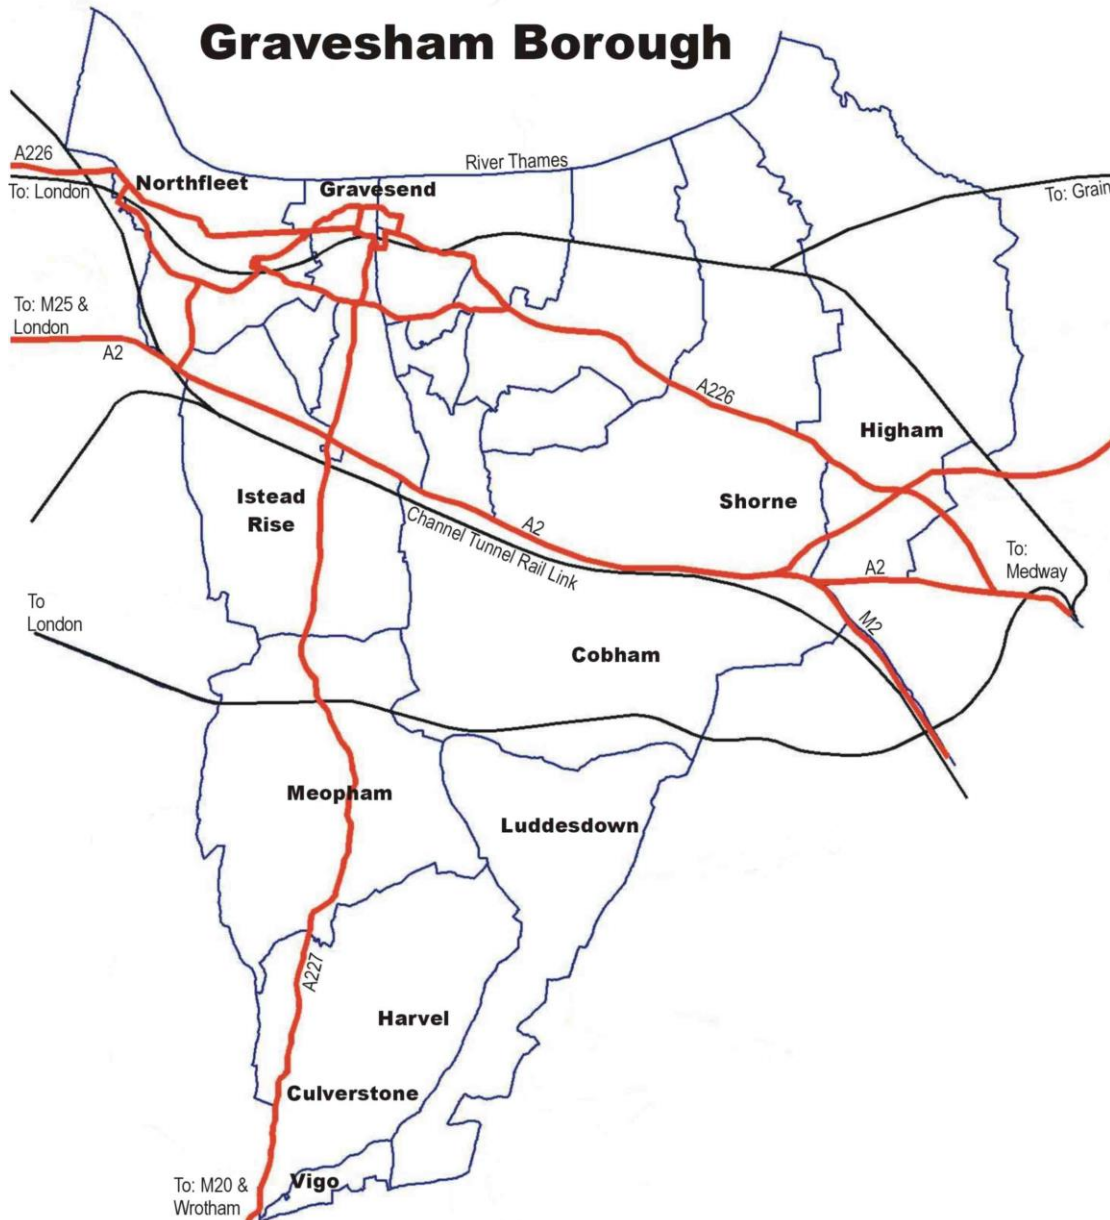 Gravesham Borough
River Thames
A226
To: London
Northfleet
Gravesend
To: Grain
To: M25 &
London
A2
A226
Higham
Istead
Rise
Shorne
Channel Tunnel Rail Link
A2
To:
Medway
A2
To
London
M2
Cobham
Meopham
Luddesdown
A227
Harvel
Culverstone
Vigo
To: M20 &
Wrotham